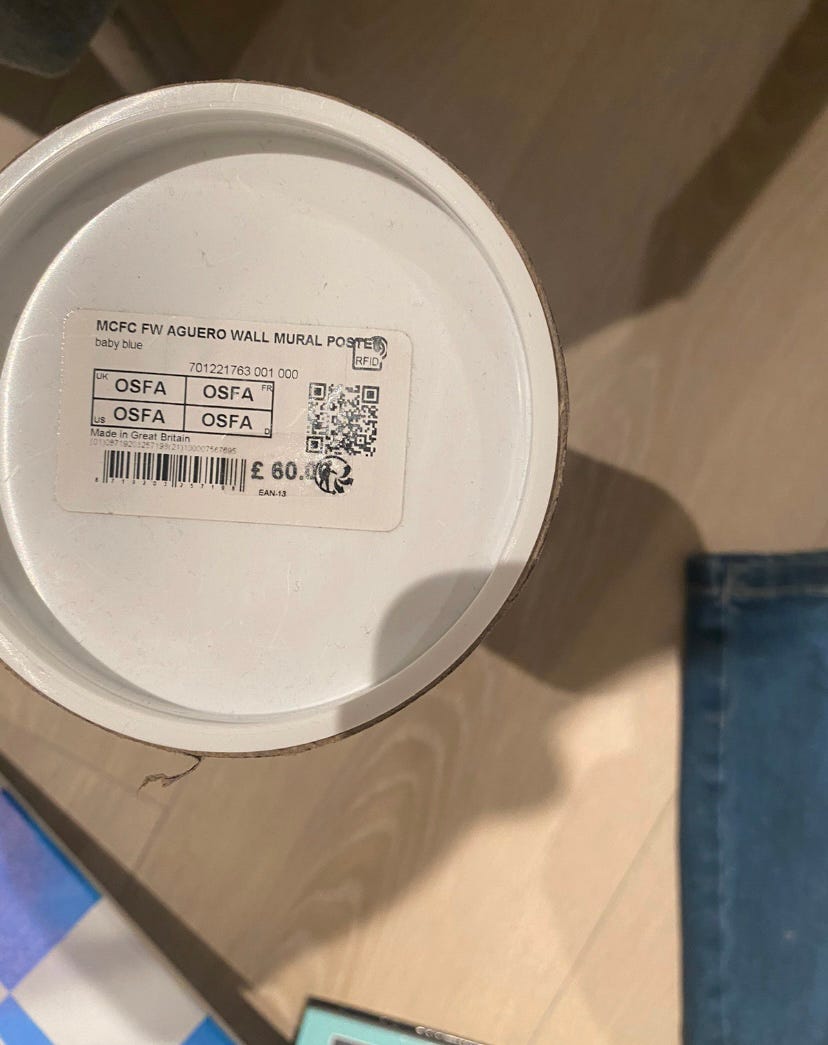 MCFC FW AGUERO WALL MURAL POSTER
baby blue
RFID
701221763 001 000
UK OSFA OSFA FR
US OSFA OSFA D
Made in Great Britain
£ 60.00
EAN-13